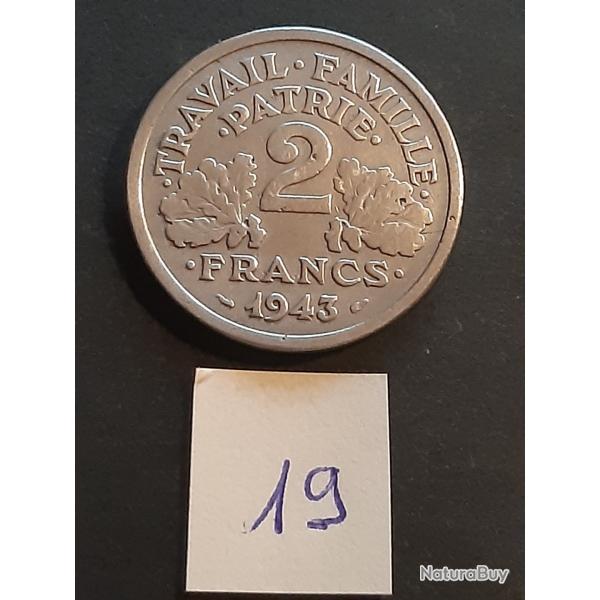 · TRAVAIL · FAMILLE ·
· PATRIE ·
2
· FRANCS ·
1943
19
NaturaBuy